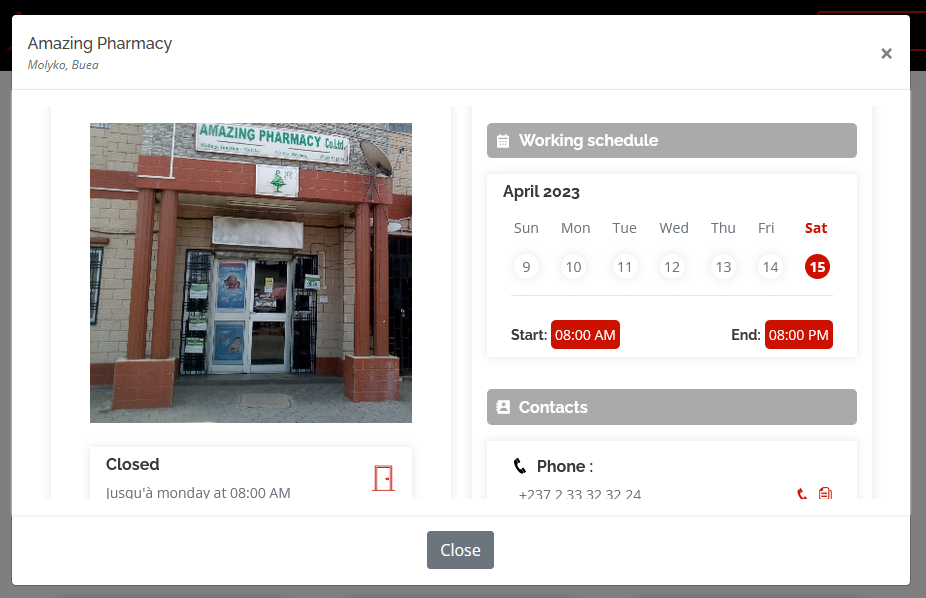 Amazing Pharmacy
Molyko, Buea
×
AMAZING PHARMACY Co.Ltd.
Closed
Jusqu'à monday at 08:00 AM
Working schedule
April 2023
Sun Mon Tue Wed Thu Fri Sat
9 10 11 12 13 14 15
Start: 08:00 AM End: 08:00 PM
Contacts
Phone :
+237 2 33 32 32 24
Close